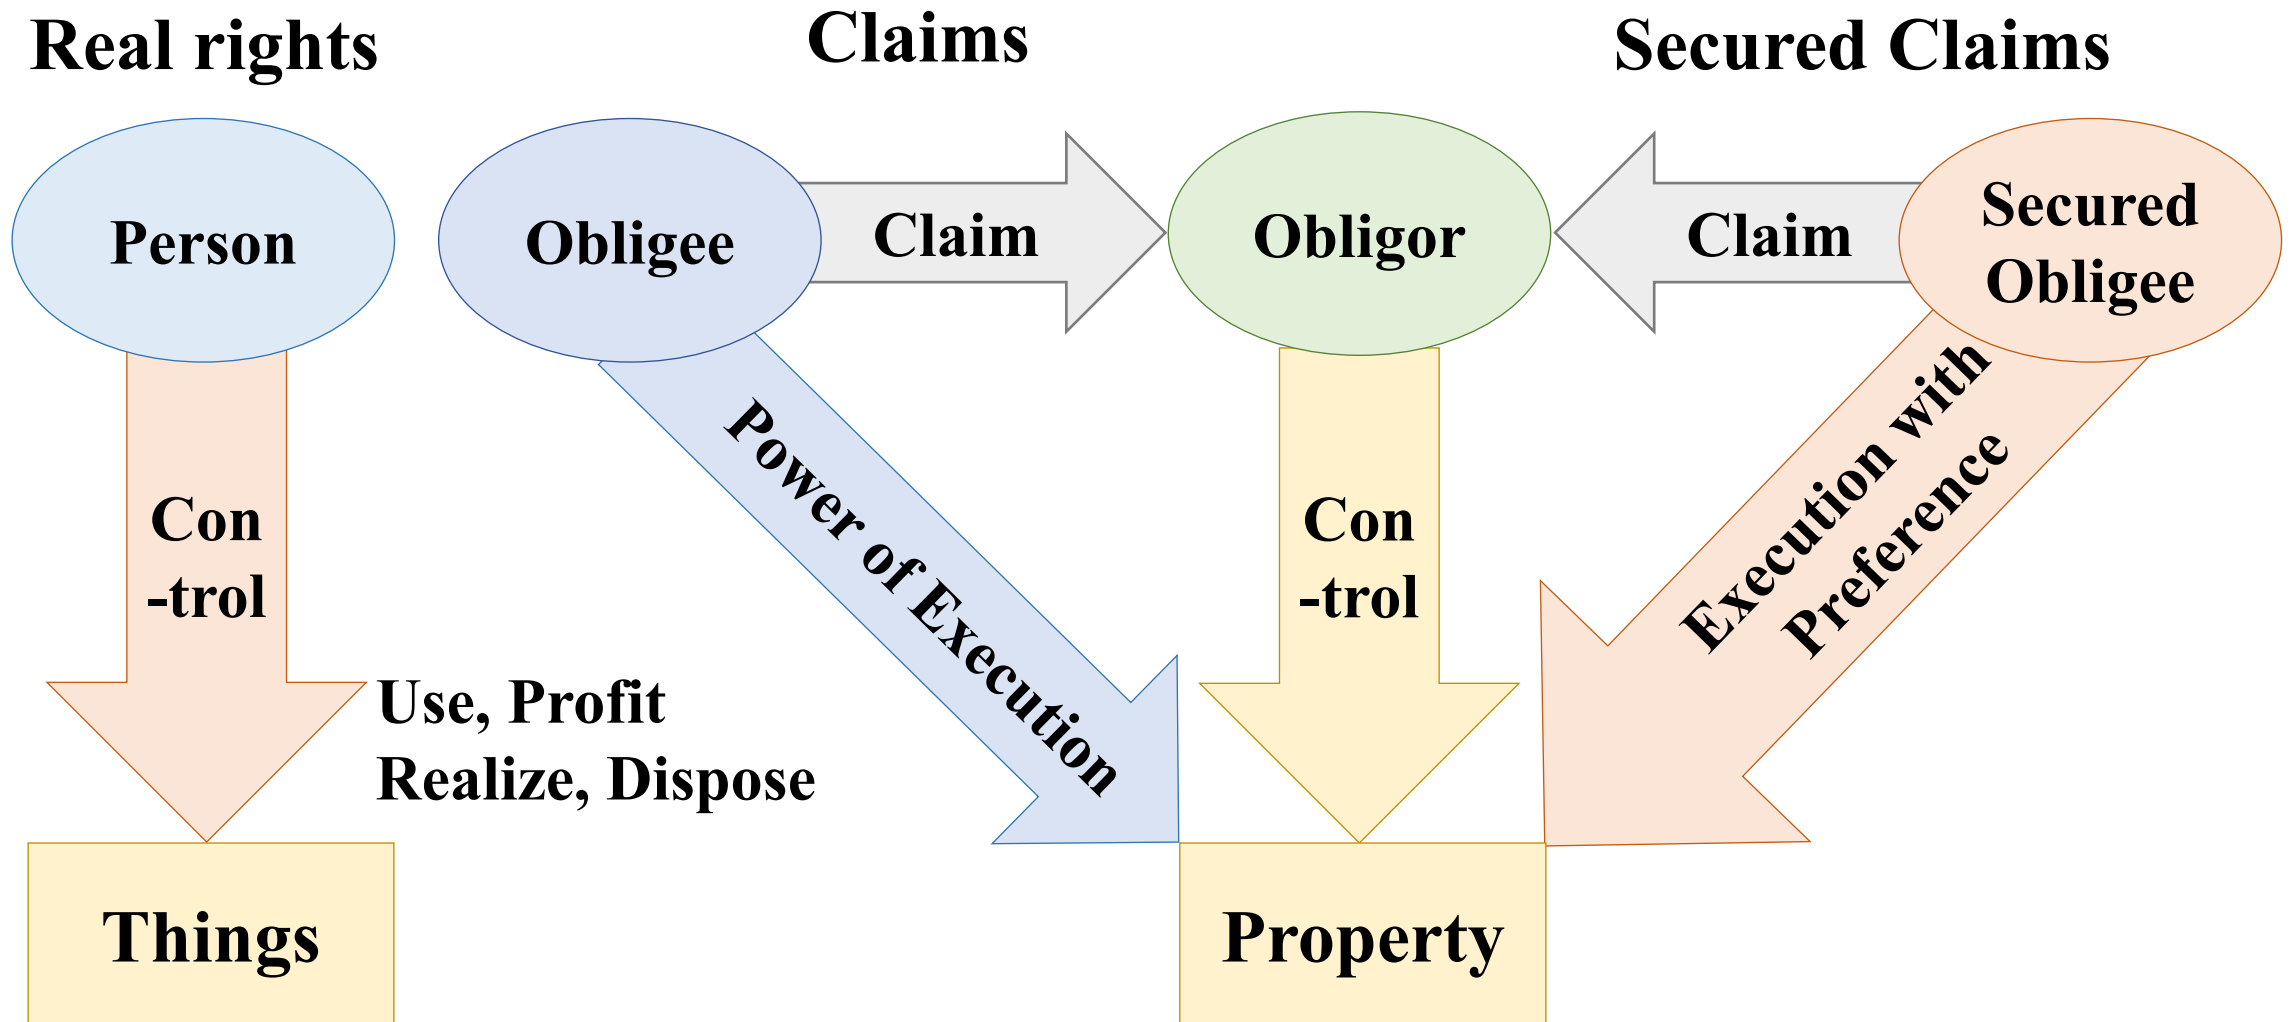 Real rights
Claims
Secured Claims
Person
Obligee
Claim
Obligor
Claim
Secured
Obligee
Con
-trol
Power of Execution
Con
-trol
Execution with
Preference
Use, Profit
Realize, Dispose
Things
Property